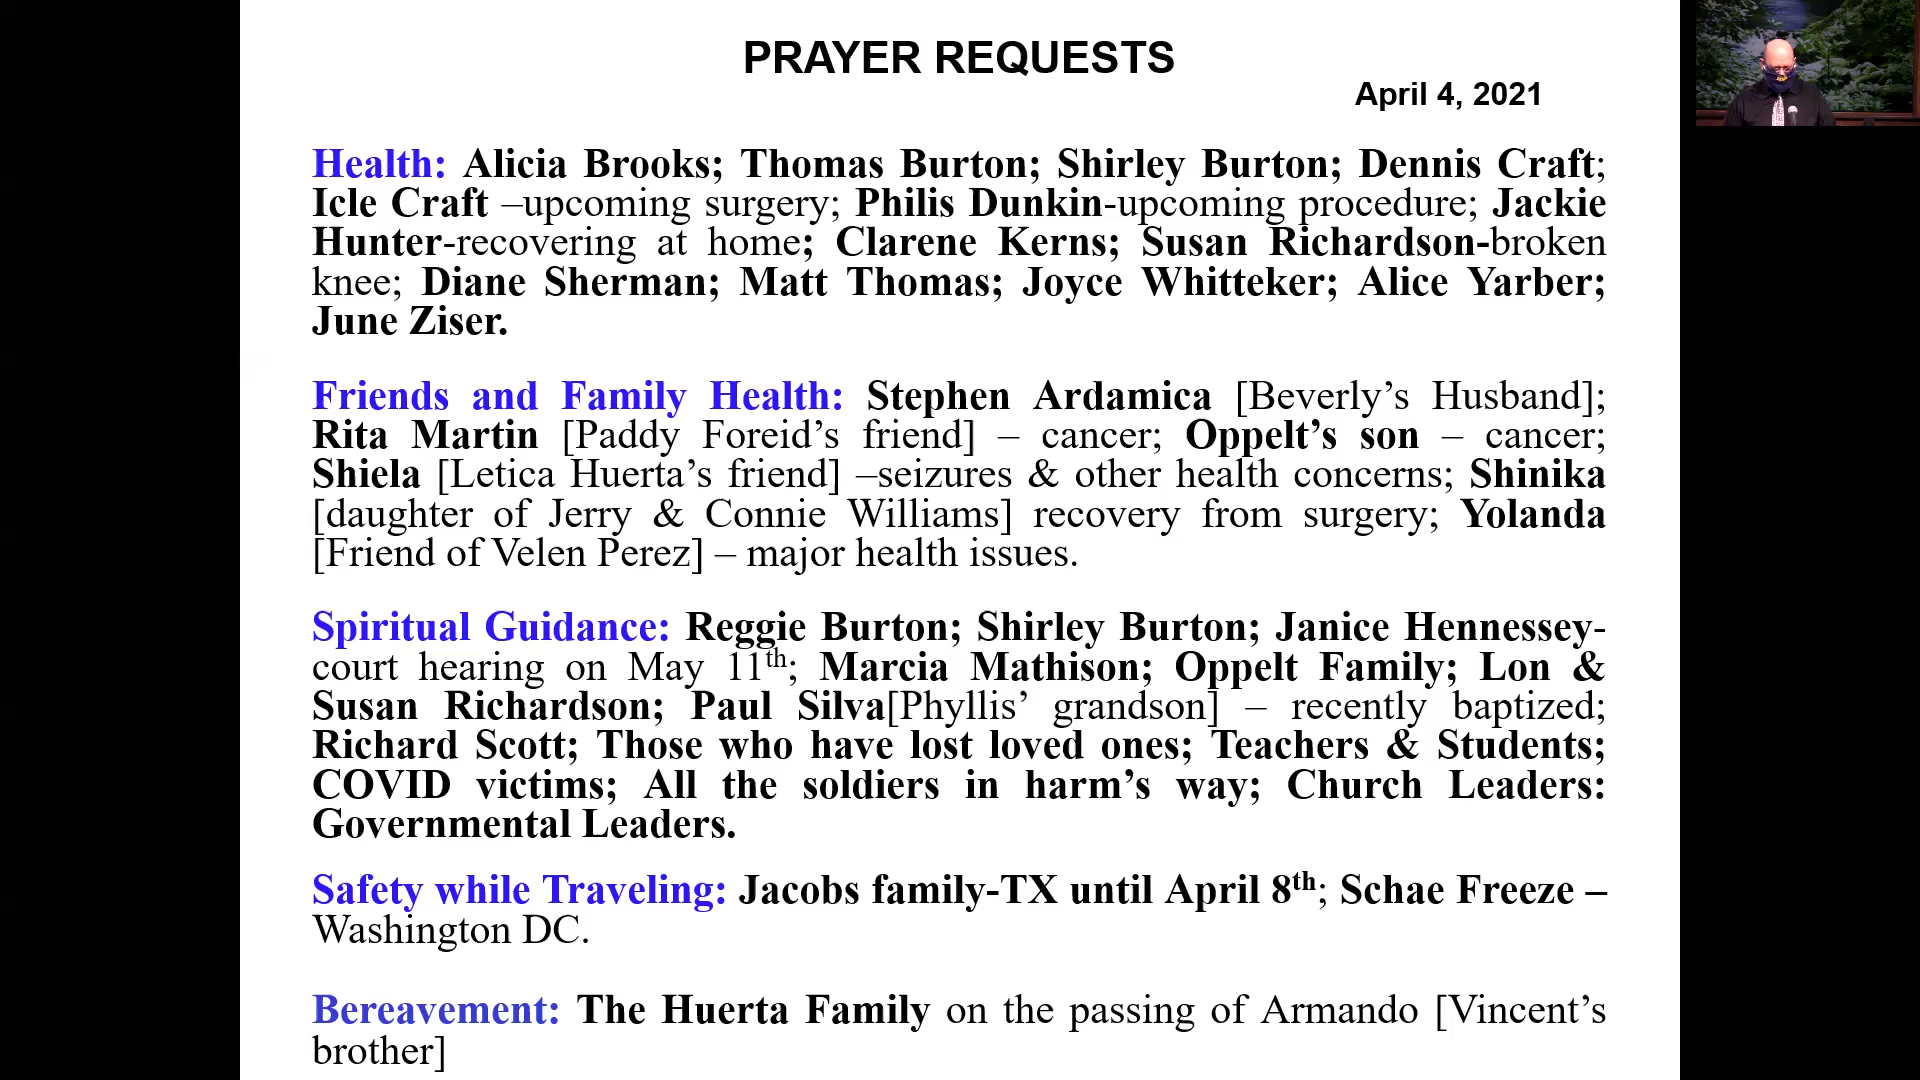 PRAYER REQUESTS
April 4, 2021
Health: Alicia Brooks; Thomas Burton; Shirley Burton; Dennis Craft;
Icle Craft –upcoming surgery; Philis Dunkin-upcoming procedure; Jackie
Hunter-recovering at home; Clarene Kerns; Susan Richardson-broken
knee; Diane Sherman; Matt Thomas; Joyce Whitteker; Alice Yarber;
June Ziser.
Friends and Family Health: Stephen Ardamica [Beverly’s Husband];
Rita Martin [Paddy Foreid’s friend] – cancer; Oppelt’s son – cancer;
Shiela [Letica Huerta’s friend] –seizures & other health concerns; Shinika
[daughter of Jerry & Connie Williams] recovery from surgery; Yolanda
[Friend of Velen Perez] – major health issues.
Spiritual Guidance: Reggie Burton; Shirley Burton; Janice Hennessey-
court hearing on May 11th; Marcia Mathison; Oppelt Family; Lon &
Susan Richardson; Paul Silva[Phyllis’ grandson] – recently baptized;
Richard Scott; Those who have lost loved ones; Teachers & Students;
COVID victims; All the soldiers in harm’s way; Church Leaders:
Governmental Leaders.
Safety while Traveling: Jacobs family-TX until April 8th; Schae Freeze –
Washington DC.
Bereavement: The Huerta Family on the passing of Armando [Vincent’s
brother]